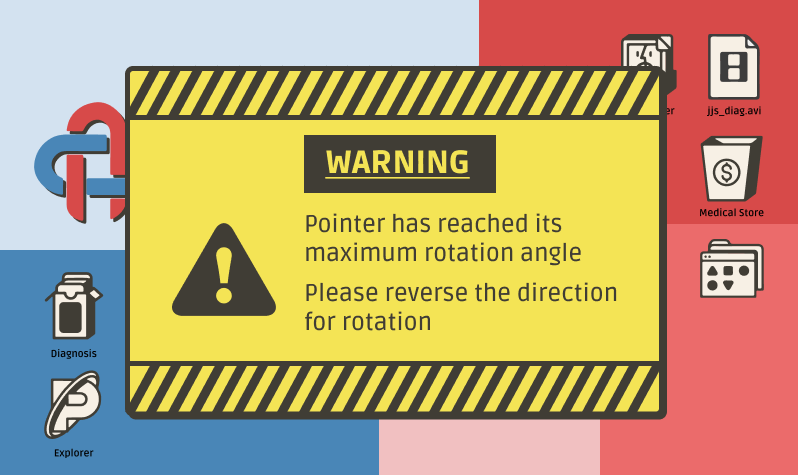 er
jjs_diag.avi
WARNING
Medical Store
Pointer has reached its
maximum rotation angle
Please reverse the direction
for rotation
Diagnosis
Explorer